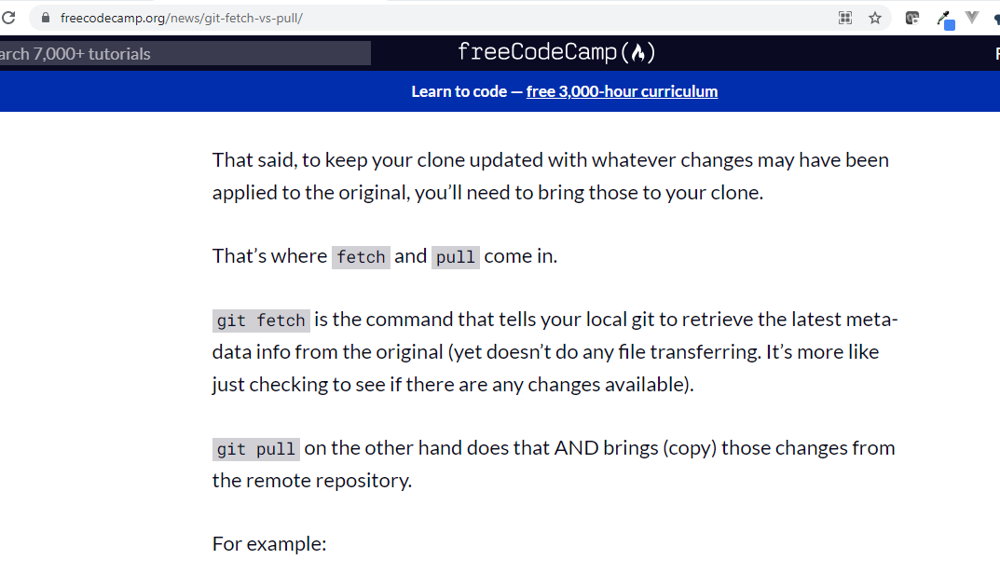 freecodecamp.org/news/git-fetch-vs-pull/
arch 7,000+ tutorials
freeCodeCamp(🔥)
Learn to code — free 3,000-hour curriculum
That said, to keep your clone updated with whatever changes may have been
applied to the original, you’ll need to bring those to your clone.
That’s where fetch and pull come in.
git fetch is the command that tells your local git to retrieve the latest meta-
data info from the original (yet doesn’t do any file transferring. It’s more like
just checking to see if there are any changes available).
git pull on the other hand does that AND brings (copy) those changes from
the remote repository.
For example: